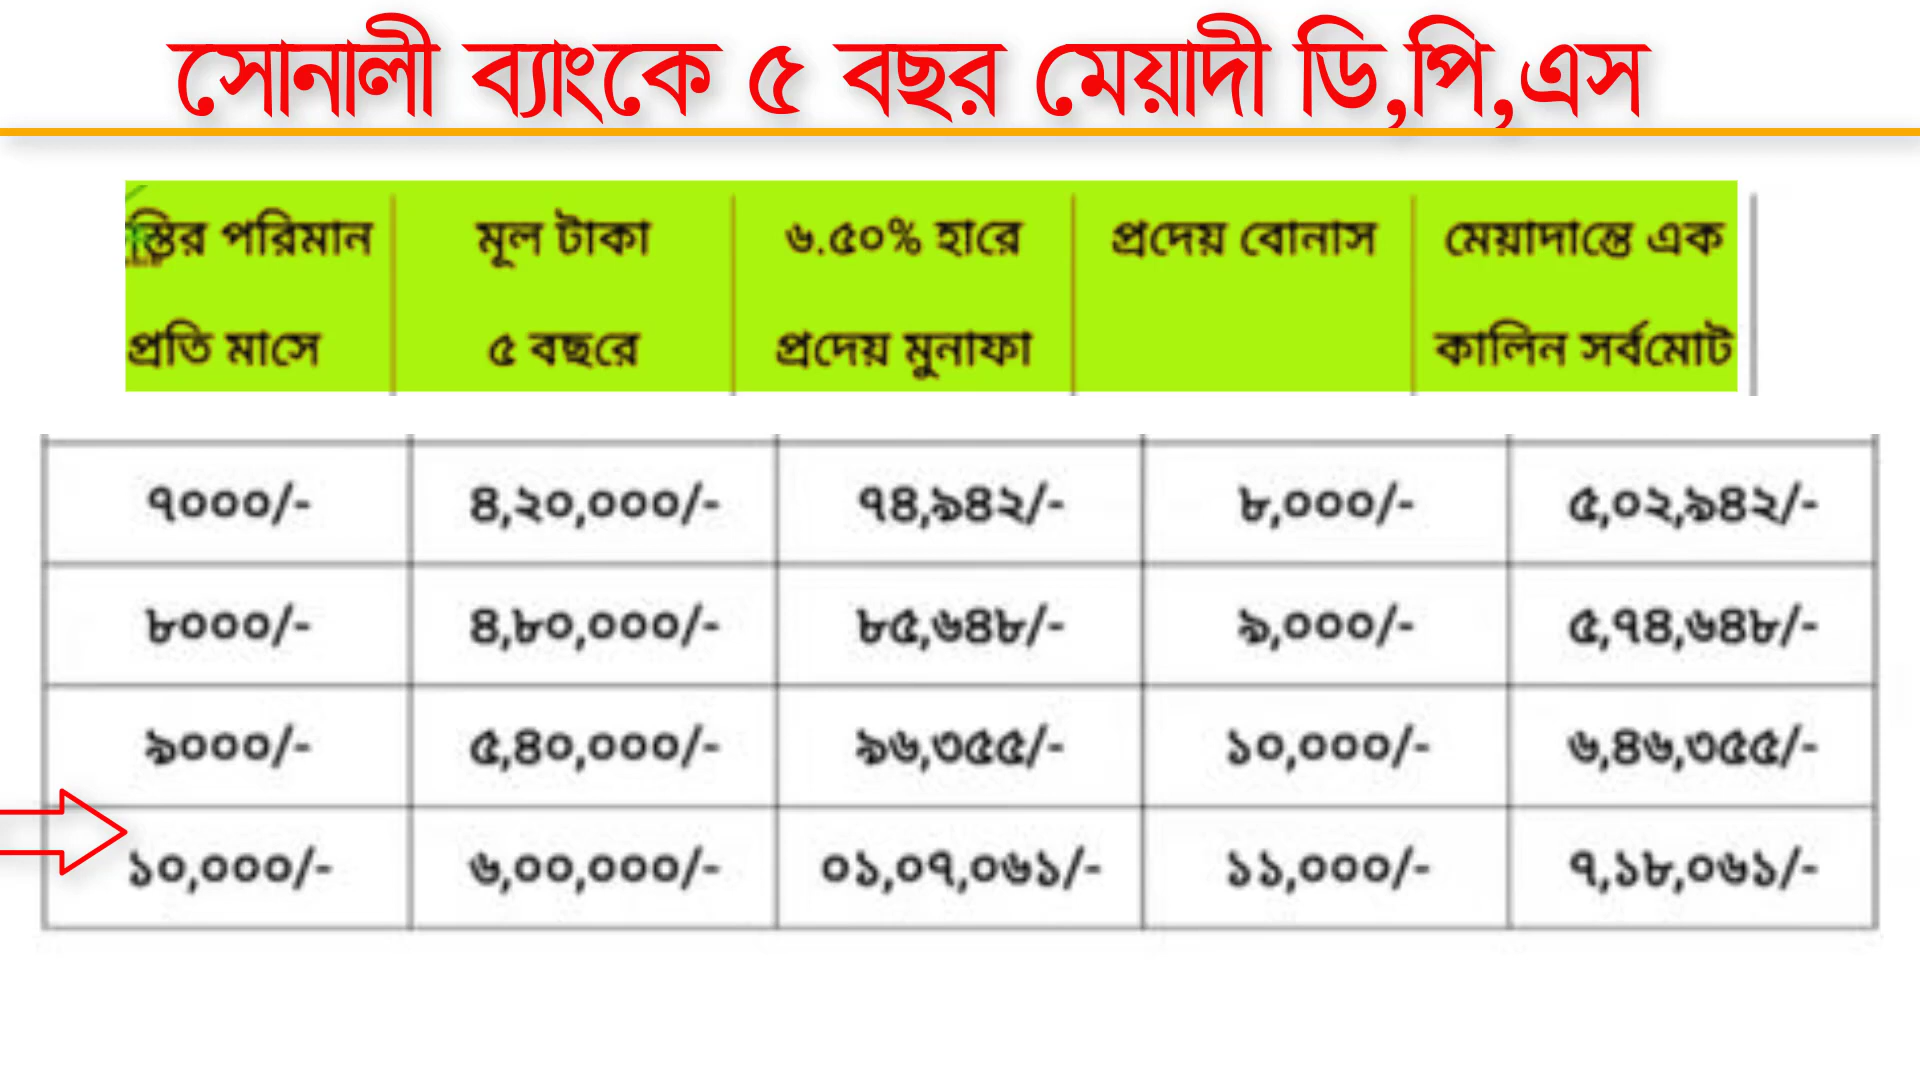 সোনালী ব্যাংকে ৫ বছর মেয়াদী ডি,পি,এস
স্তির পরিমান মূল টাকা ৬.৫০% হারে প্রদেয় বোনাস মেয়াদান্তে এক
প্রতি মাসে ৫ বছরে প্রদেয় মুনাফা কালিন সর্বমোট
৭০০০/- ৪,২০,০০০/- ৭৪,৯৪২/- ৮,০০০/- ৫,০২,৯৪২/-
৮০০০/- ৪,৮০,০০০/- ৮৫,৬৪৮/- ৯,০০০/- ৫,৭৪,৬৪৮/-
৯০০০/- ৫,৪০,০০০/- ৯৬,৩৫৫/- ১০,০০০/- ৬,৪৬,৩৫৫/-
১০,০০০/- ৬,০০,০০০/- ০১,০৭,০৬১/- ১১,০০০/- ৭,১৮,০৬১/-